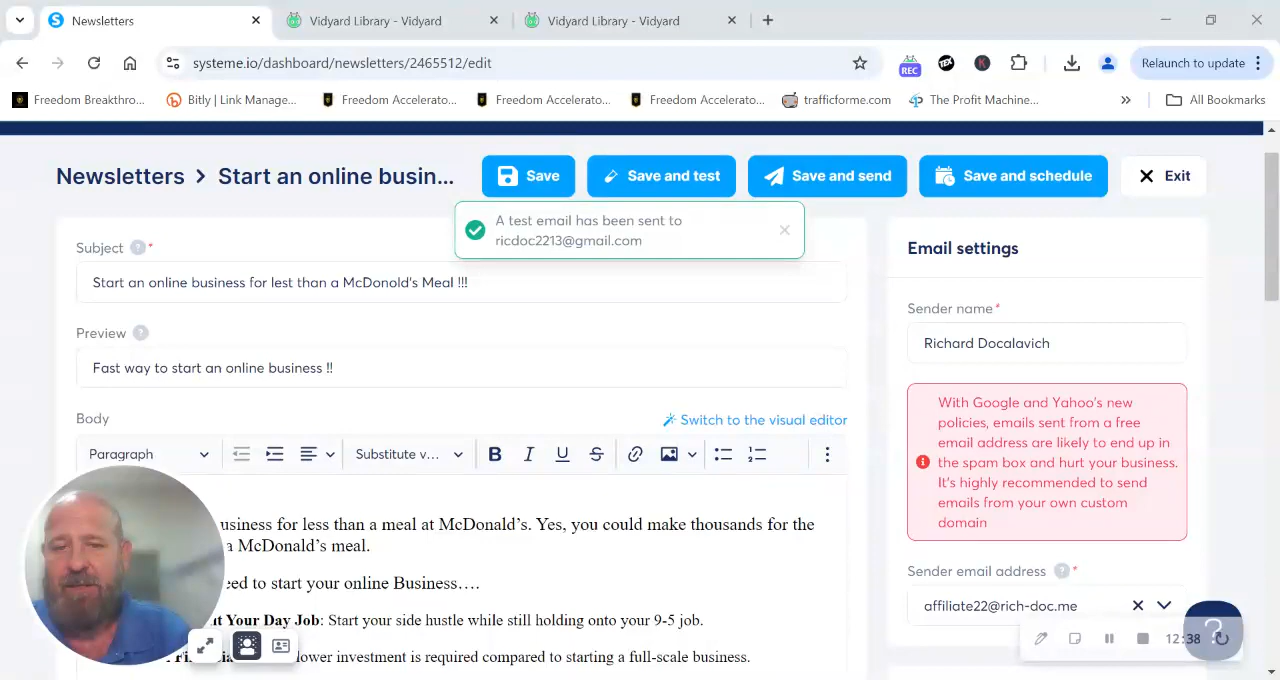 Newsletters
Vidyard Library - Vidyard
Vidyard Library - Vidyard
systeme.io/dashboard/newsletters/2465512/edit
REC
TEX
K
Relaunch to update
Freedom Breakthro...
Bitly | Link Manage...
Freedom Accelerato...
Freedom Accelerato...
Freedom Accelerato...
trafficforme.com
The Profit Machine...
All Bookmarks
Newsletters > Start an online busin...
Save
Save and test
Save and send
Save and schedule
Exit
A test email has been sent to
ricdoc2213@gmail.com
Subject ? *
Start an online business for lest than a McDonold's Meal !!!
Preview ?
Fast way to start an online business !!
Body
Switch to the visual editor
Paragraph
Substitute v...
B I U S
usiness for less than a meal at McDonald's. Yes, you could make thousands for the
a McDonald's meal.
eed to start your online Business….
t Your Day Job: Start your side hustle while still holding onto your 9-5 job.
lower investment is required compared to starting a full-scale business.
Email settings
Sender name*
Richard Docalavich
With Google and Yahoo's new
policies, emails sent from a free
email address are likely to end up in
the spam box and hurt your business.
It's highly recommended to send
emails from your own custom
domain
Sender email address ? *
affiliate22@rich-doc.me
12:38